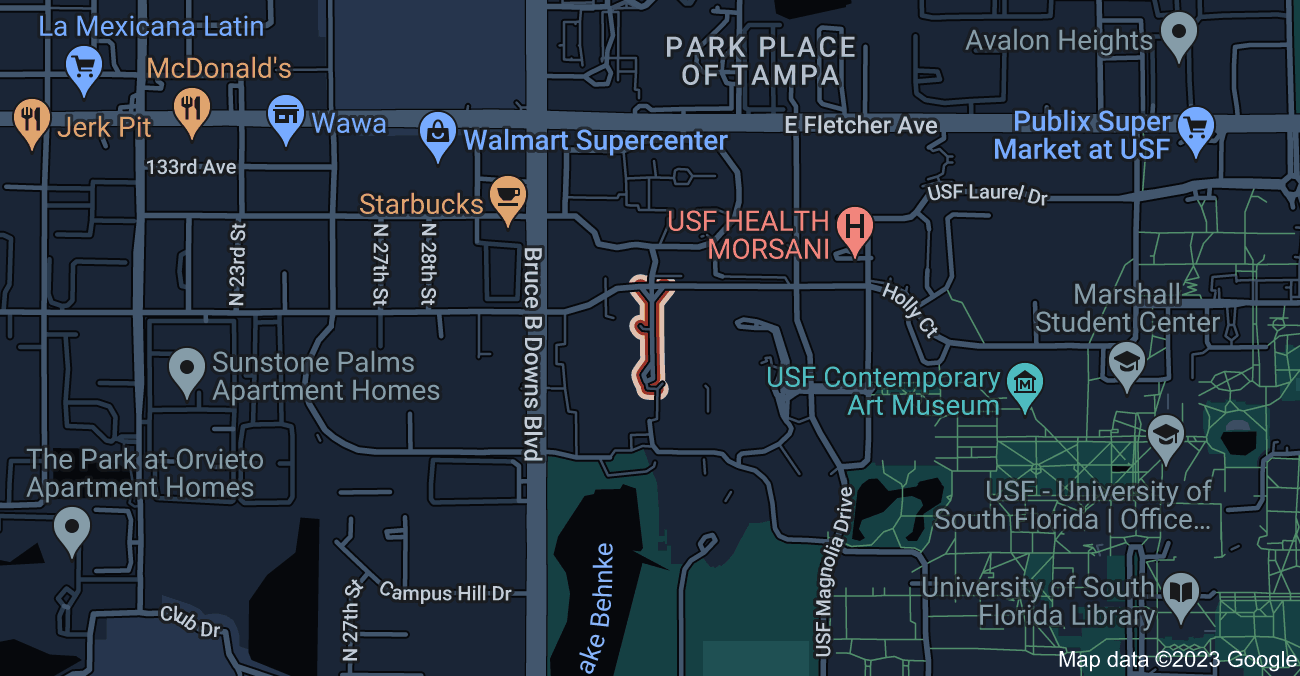 La Mexicana Latin
PARK PLACE
OF TAMPA
Avalon Heights
McDonald's
Jerk Pit
Wawa
Walmart Supercenter
E Fletcher Ave
Publix Super
Market at USF
133rd Ave
Starbucks
USF Laurel Dr
USF HEALTH
MORSANI
N 23rd St
N 27th St
N 28th St
Bruce B Downs Blvd
Holly Ct
Marshall
Student Center
Sunstone Palms
Apartment Homes
USF Contemporary
Art Museum
The Park at Orvieto
Apartment Homes
USF - University of
South Florida | Office...
USF Magnolia Drive
ake Behnke
Campus Hill Dr
N 27th St
Club Dr
University of South
Florida Library
Map data ©2023 Google